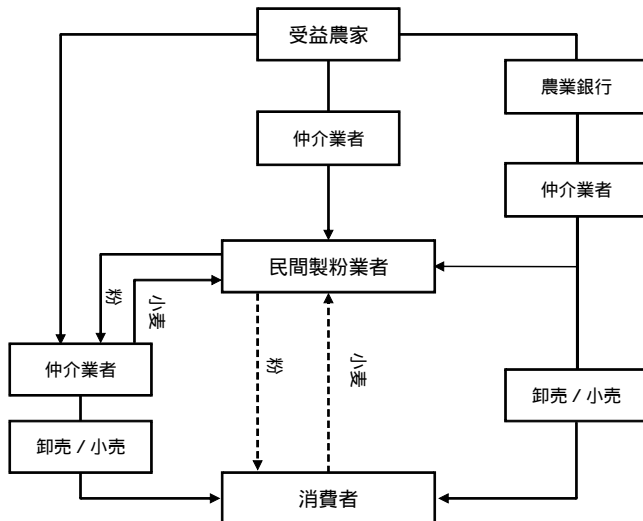 受益農家
農業銀行
仲介業者
仲介業者
民間製粉業者
粉
小麦
粉
小麦
仲介業者
卸売 / 小売
卸売 / 小売
消費者